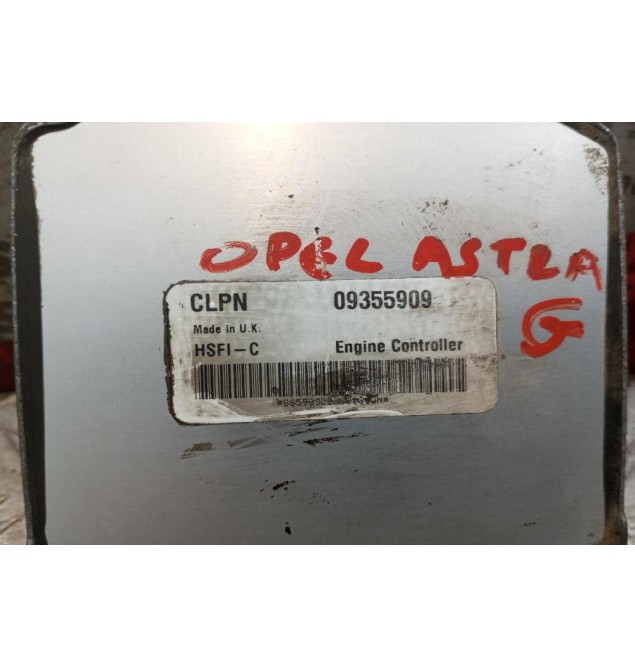 OPEL ASTRA
G
CLPN 09355909
Made in U.K.
HSFI-C Engine Controller